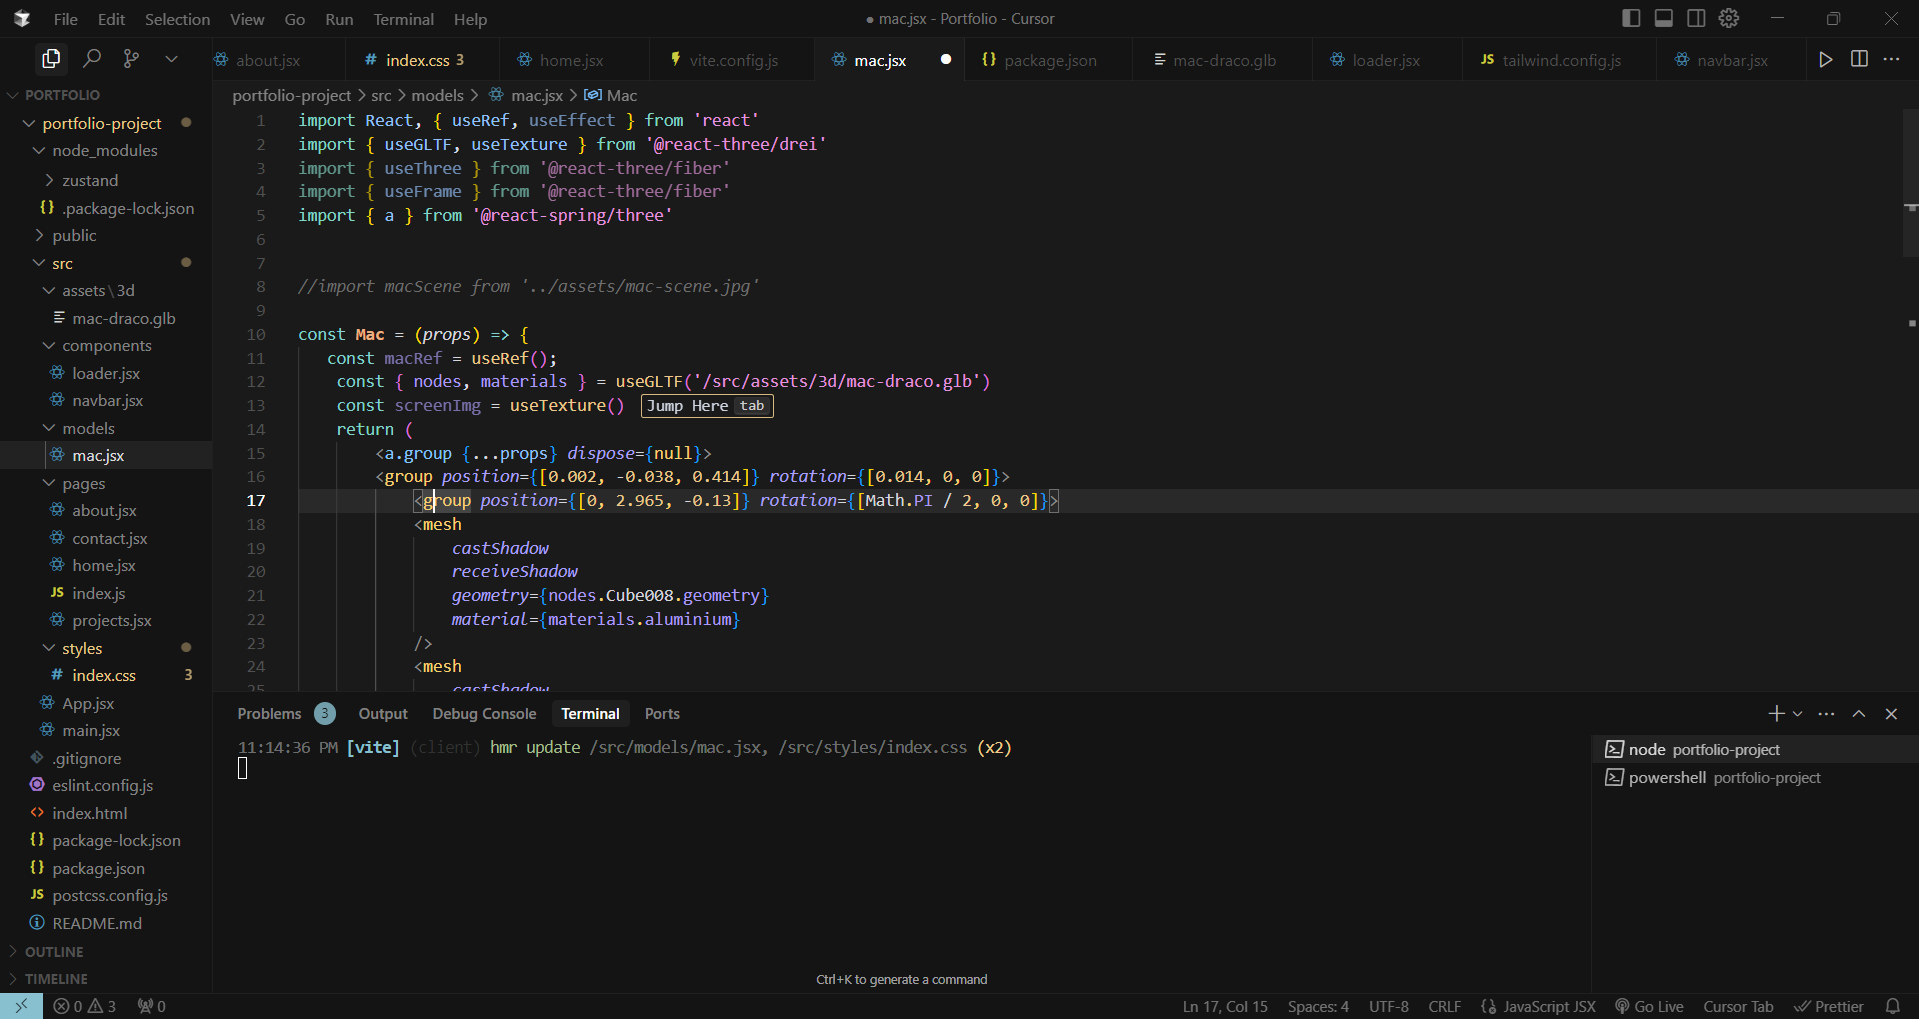 File Edit Selection View Go Run Terminal Help
● mac.jsx - Portfolio - Cursor
about.jsx
# index.css 3
home.jsx
vite.config.js
mac.jsx
{} package.json
mac-draco.glb
loader.jsx
JS tailwind.config.js
navbar.jsx
PORTFOLIO
portfolio-project
node_modules
zustand
{} .package-lock.json
public
src
assets\3d
mac-draco.glb
components
loader.jsx
navbar.jsx
models
mac.jsx
pages
about.jsx
contact.jsx
home.jsx
JS index.js
projects.jsx
styles
# index.css 3
App.jsx
main.jsx
.gitignore
eslint.config.js
<> index.html
{} package-lock.json
{} package.json
JS postcss.config.js
README.md
OUTLINE
TIMELINE
portfolio-project > src > models > mac.jsx > Mac
1 import React, { useRef, useEffect } from 'react'
2 import { useGLTF, useTexture } from '@react-three/drei'
3 import { useThree } from '@react-three/fiber'
4 import { useFrame } from '@react-three/fiber'
5 import { a } from '@react-spring/three'
6
7
8 //import macScene from '../assets/mac-scene.jpg'
9
10 const Mac = (props) => {
11 const macRef = useRef();
12 const { nodes, materials } = useGLTF('/src/assets/3d/mac-draco.glb')
13 const screenImg = useTexture() Jump Here tab
14 return (
15 <a.group {...props} dispose={null}>
16 <group position={[0.002, -0.038, 0.414]} rotation={[0.014, 0, 0]}>
17 <group position={[0, 2.965, -0.13]} rotation={[Math.PI / 2, 0, 0]}>
18 <mesh
19 castShadow
20 receiveShadow
21 geometry={nodes.Cube008.geometry}
22 material={materials.aluminium}
23 />
24 <mesh
25 castShadow
Problems 3 Output Debug Console Terminal Ports
11:14:36 PM [vite] (client) hmr update /src/models/mac.jsx, /src/styles/index.css (x2)
node portfolio-project
powershell portfolio-project
Ctrl+K to generate a command
0 3 0
Ln 17, Col 15 Spaces: 4 UTF-8 CRLF JavaScript JSX Go Live Cursor Tab Prettier